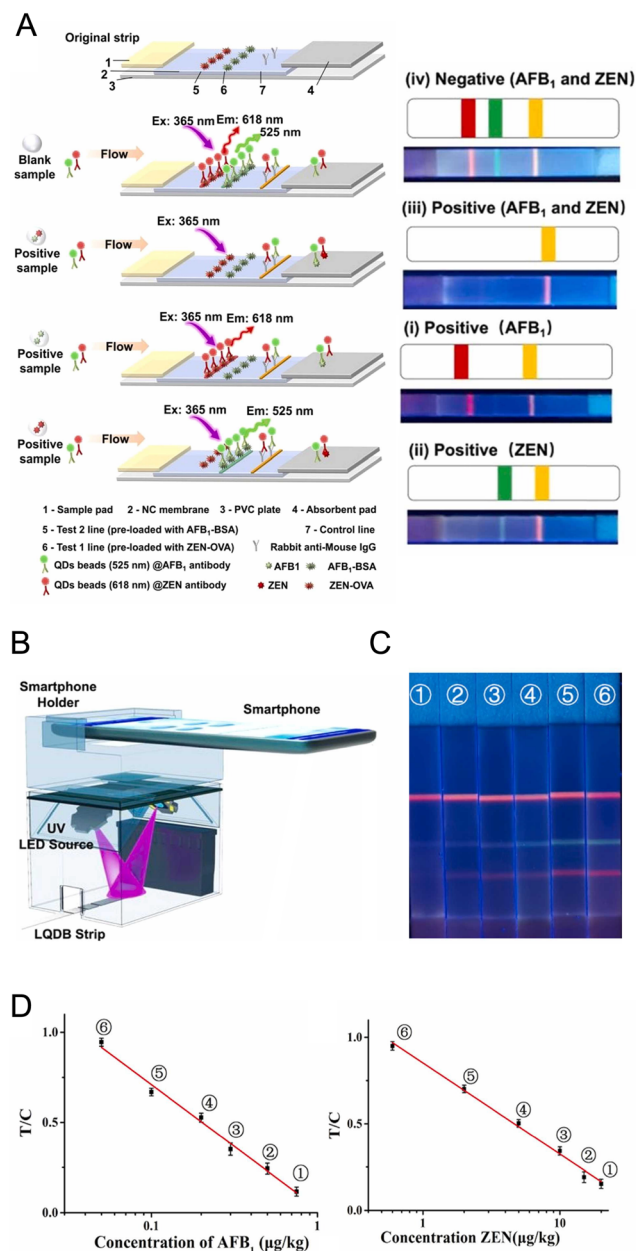 A
Original strip
1
2
3
5
6
7
4
Blank sample
Flow
Ex: 365 nm
Em: 618 nm
525 nm
Positive sample
Flow
Ex: 365 nm
Positive sample
Flow
Ex: 365 nm
Em: 618 nm
Positive sample
Flow
Ex: 365 nm
Em: 525 nm
1 - Sample pad 2 - NC membrane 3 - PVC plate 4 - Absorbent pad
5 - Test 2 line (pre-loaded with AFB₁-BSA) 7 - Control line
6 - Test 1 line (pre-loaded with ZEN-OVA) Rabbit anti-Mouse IgG
QDs beads (525 nm) @AFB₁ antibody AFB1 AFB₁-BSA
QDs beads (618 nm) @ZEN antibody ZEN ZEN-OVA
(iv) Negative (AFB₁ and ZEN)
(iii) Positive (AFB₁ and ZEN)
(i) Positive (AFB₁)
(ii) Positive (ZEN)
B
Smartphone
Holder
Smartphone
UV
LED Source
LQDB Strip
C
① ② ③ ④ ⑤ ⑥
D
T/C
1.0
0.5
0.0
⑥
⑤
④
③
②
①
0.1 1
Concentration of AFB₁ (µg/kg)
T/C
1.0
0.5
0.0
⑥
⑤
④
③
②
①
1 10
Concentration ZEN(µg/kg)